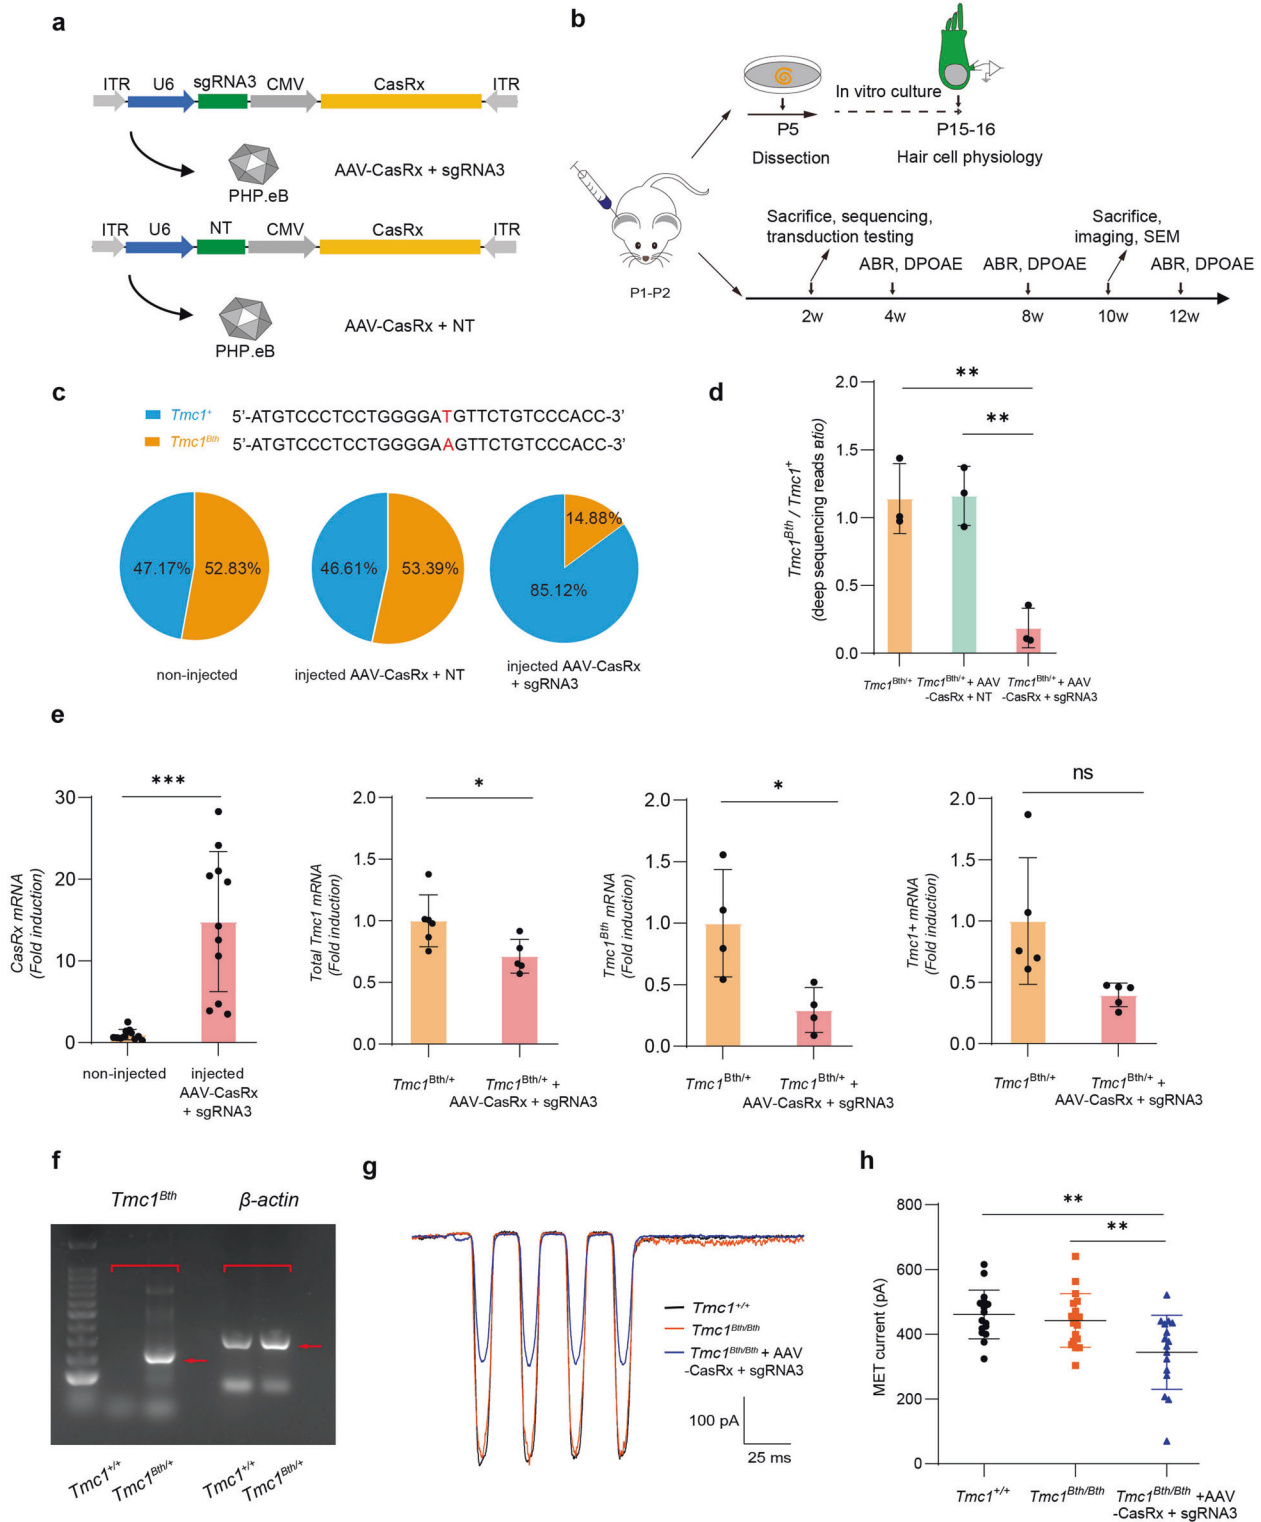 a
ITR U6 sgRNA3 CMV CasRx ITR
PHP.eB
AAV-CasRx + sgRNA3
ITR U6 NT CMV CasRx ITR
PHP.eB
AAV-CasRx + NT
b
In vitro culture
P5
P15-16
Dissection
Hair cell physiology
P1-P2
Sacrifice, sequencing,
transduction testing
Sacrifice,
imaging, SEM
ABR, DPOAE
ABR, DPOAE
ABR, DPOAE
2w 4w 8w 10w 12w
c
Tmc1+ 5'-ATGTCCCTCCTGGGGATGTTCTGTCCCACC-3'
Tmc1Bth 5'-ATGTCCCTCCTGGGGAAGTTCTGTCCCACC-3'
47.17% 52.83%
46.61% 53.39%
14.88%
85.12%
non-injected
injected AAV-CasRx + NT
injected AAV-CasRx
+ sgRNA3
d
Tmc1Bth / Tmc1+
(deep sequencing reads ratio)
2.0
1.5
1.0
0.5
0.0
**
**
Tmc1Bth/+
Tmc1Bth/+ + AAV
-CasRx + NT
Tmc1Bth/+ + AAV
-CasRx + sgRNA3
e
CasRx mRNA
(Fold induction)
30
20
10
0
***
non-injected
injected
AAV-CasRx
+ sgRNA3
Total Tmc1 mRNA
(Fold induction)
2.0
1.5
1.0
0.5
0.0
*
Tmc1Bth/+
Tmc1Bth/+ +
AAV-CasRx + sgRNA3
Tmc1Bth mRNA
(Fold induction)
2.0
1.5
1.0
0.5
0.0
*
Tmc1Bth/+
Tmc1Bth/+ +
AAV-CasRx + sgRNA3
Tmc1+ mRNA
(Fold induction)
2.0
1.5
1.0
0.5
0.0
ns
Tmc1Bth/+
Tmc1Bth/+ +
AAV-CasRx + sgRNA3
f
Tmc1Bth β-actin
Tmc1+/+
Tmc1Bth/+
Tmc1+/+
Tmc1Bth/+
g
Tmc1+/+
Tmc1Bth/Bth
Tmc1Bth/Bth + AAV
-CasRx + sgRNA3
100 pA
25 ms
h
MET current (pA)
800
600
400
200
0
**
**
Tmc1+/+
Tmc1Bth/Bth
Tmc1Bth/Bth +AAV
-CasRx + sgRNA3